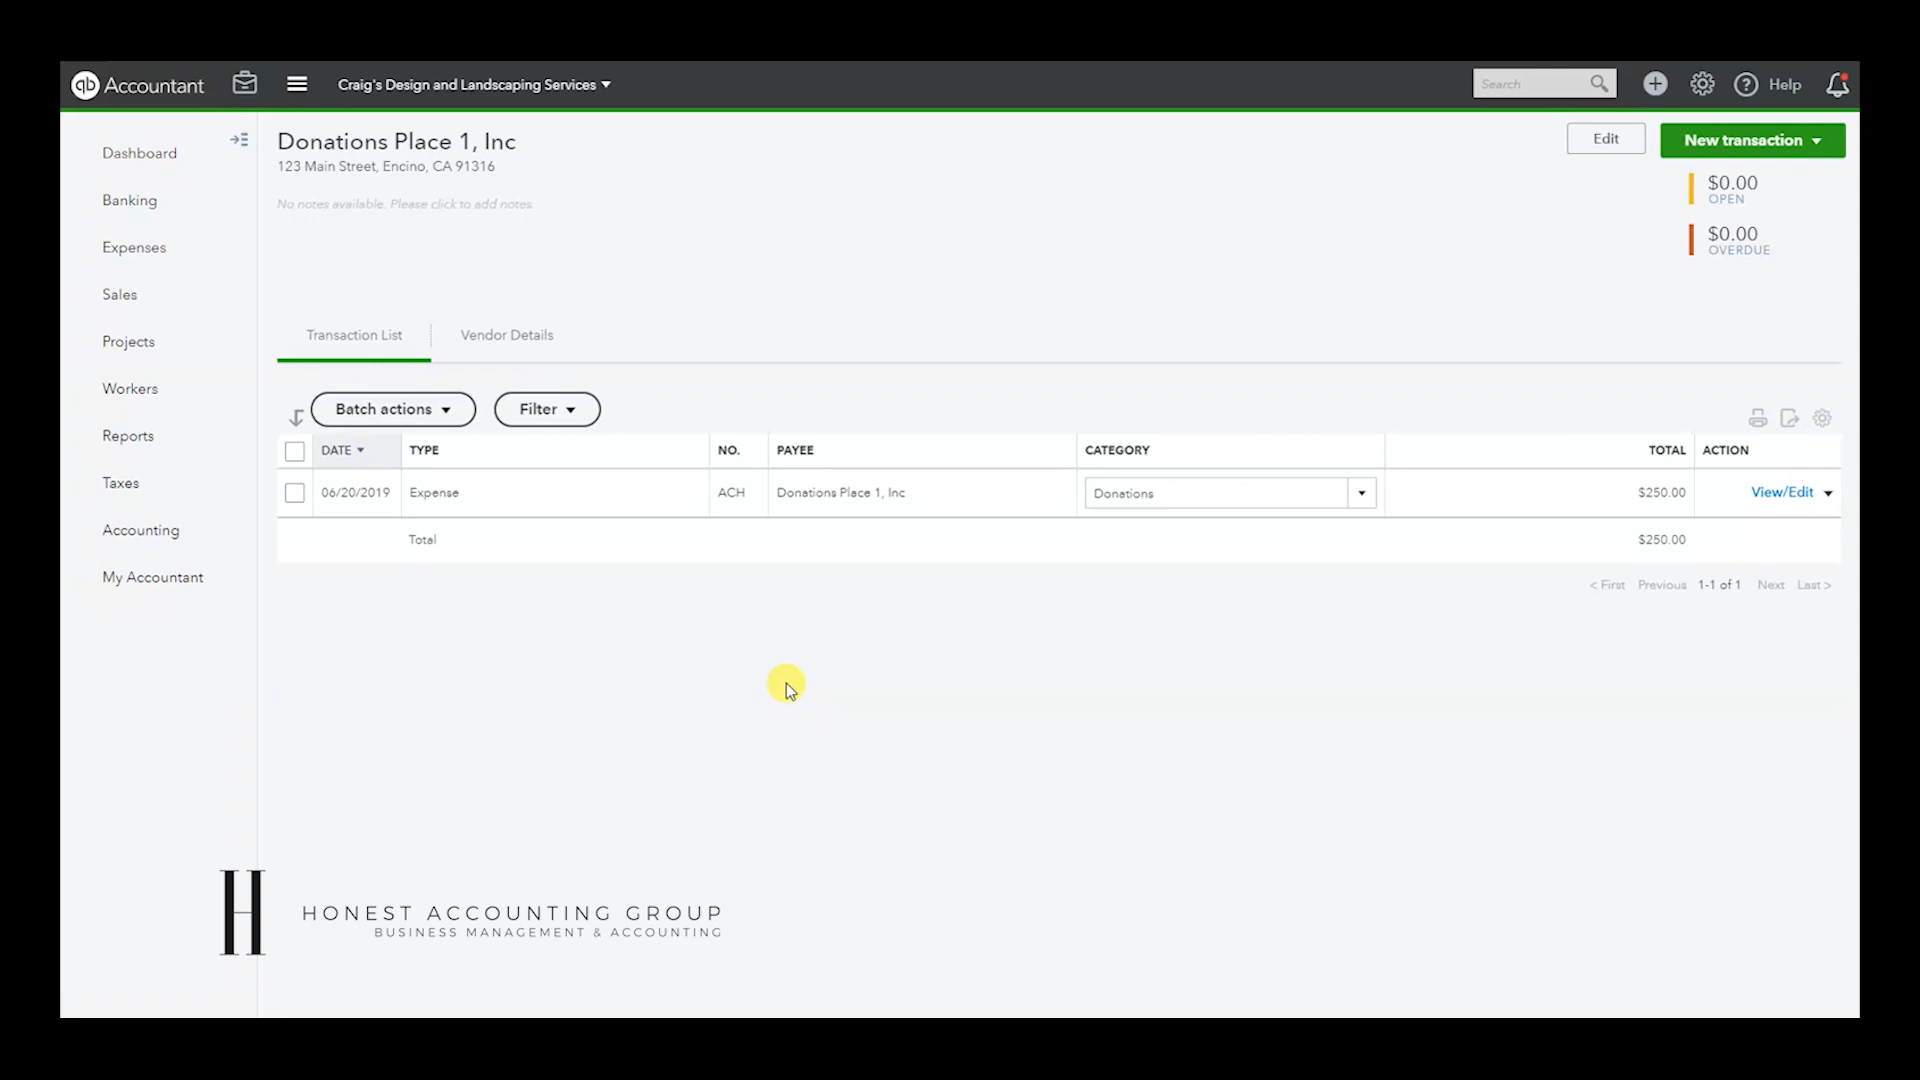 qb Accountant
Craig's Design and Landscaping Services
Search
Help
Dashboard
Banking
Expenses
Sales
Projects
Workers
Reports
Taxes
Accounting
My Accountant
Donations Place 1, Inc
123 Main Street, Encino, CA 91316
No notes available. Please click to add notes.
Edit
New transaction
$0.00
OPEN
$0.00
OVERDUE
Transaction List
Vendor Details
Batch actions
Filter
DATE TYPE NO. PAYEE CATEGORY TOTAL ACTION
06/20/2019 Expense ACH Donations Place 1, Inc Donations $250.00 View/Edit
Total $250.00
< First Previous 1-1 of 1 Next Last >
H
HONEST ACCOUNTING GROUP
BUSINESS MANAGEMENT & ACCOUNTING